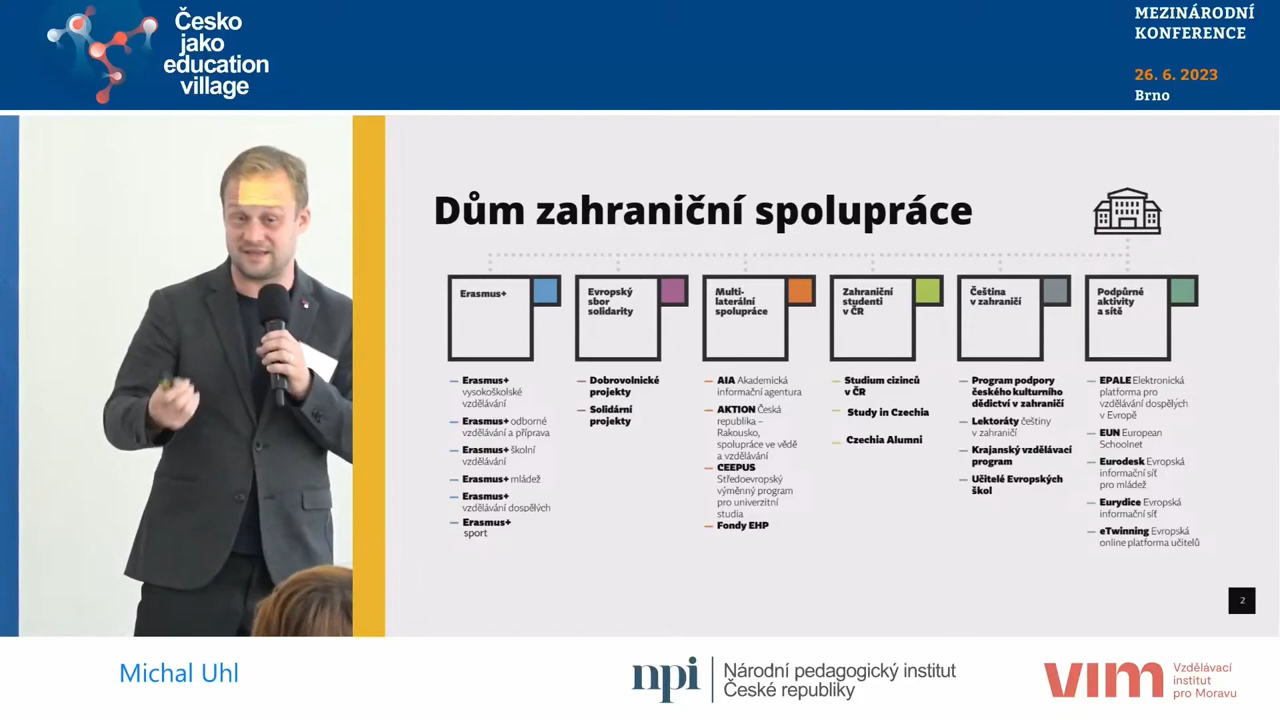 Česko
jako
education
village
MEZINÁRODNÍ
KONFERENCE
26. 6. 2023
Brno
Dům zahraniční spolupráce
Erasmus+
Evropský
sbor
solidarity
Multi-
laterální
spolupráce
Zahraniční
studenti
v ČR
Čeština
v zahraničí
Podpůrné
aktivity
a sítě
Erasmus+
vysokoškolské
vzdělávání
Erasmus+ odborné
vzdělávání a příprava
Erasmus+ školní
vzdělávání
Erasmus+ mládež
Erasmus+
vzdělávání dospělých
Erasmus+
sport
Dobrovolnické
projekty
Solidární
projekty
AIA Akademická
informační agentura
AKTION Česká
republika –
Rakousko,
spolupráce ve vědě
a vzdělávání
CEEPUS
Středoevropský
výměnný program
pro univerzitní
studia
Fondy EHP
Studium cizinců
v ČR
Study in Czechia
Czechia Alumni
Program podpory
českého kulturního
dědictví v zahraničí
Lektoráty češtiny
v zahraničí
Krajanský vzdělávací
program
Učitelé Evropských
škol
EPALE Elektronická
platforma pro
vzdělávání dospělých
v Evropě
EUN European
Schoolnet
Eurodesk Evropská
informační síť
pro mládež
Eurydice Evropská
informační síť
eTwinning Evropská
online platforma učitelů
2
Michal Uhl
npi
Národní pedagogický institut
České republiky
vim
Vzdělávací
institut
pro Moravu